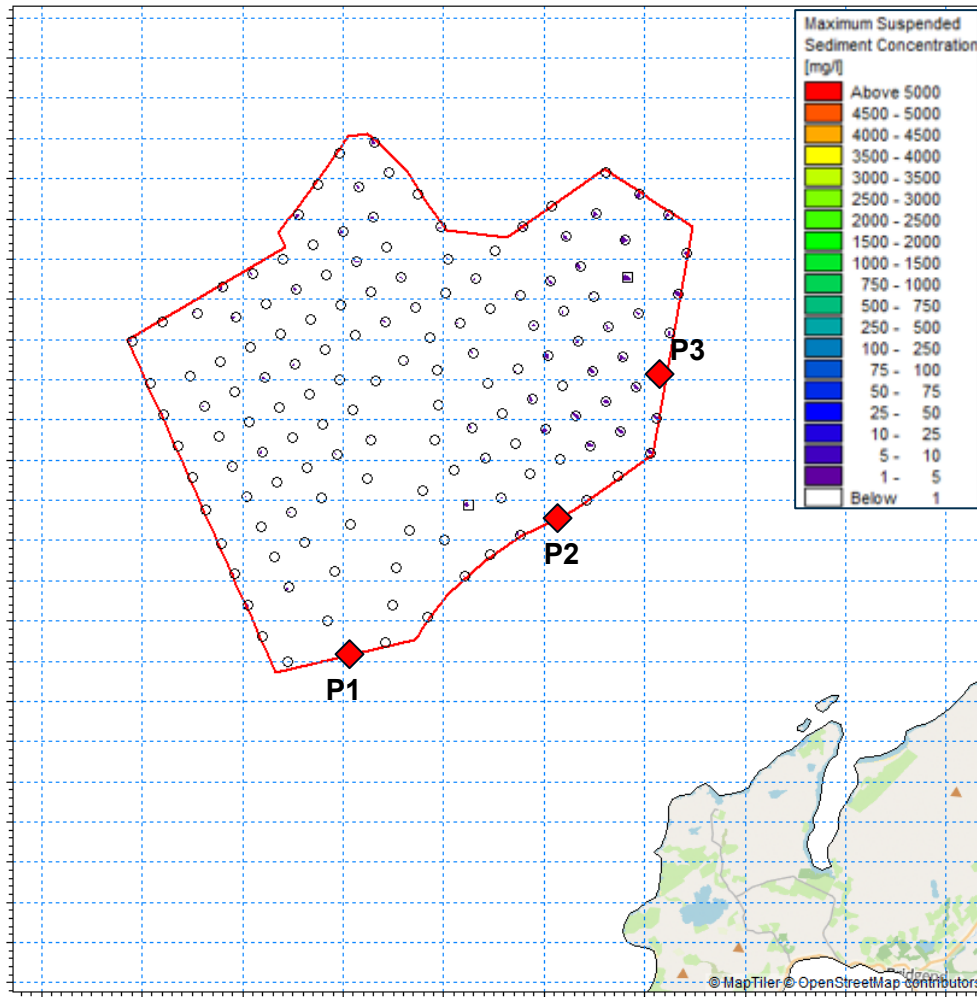 Maximum Suspended
Sediment Concentration
[mg/l]
Above 5000
4500 - 5000
4000 - 4500
3500 - 4000
3000 - 3500
2500 - 3000
2000 - 2500
1500 - 2000
1000 - 1500
750 - 1000
500 - 750
250 - 500
100 - 250
75 - 100
50 - 75
25 - 50
10 - 25
5 - 10
1 - 5
Below 1
P3
P2
P1
Bridgend
© MapTiler © OpenStreetMap contributor